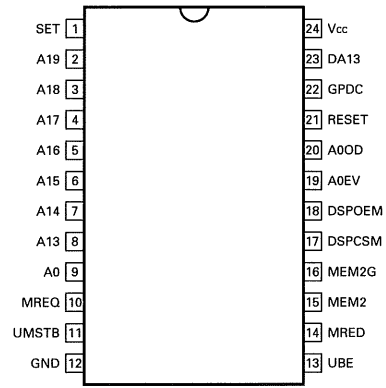 SET 1 24 Vcc
A19 2 23 DA13
A18 3 22 GPDC
A17 4 21 RESET
A16 5 20 A0OD
A15 6 19 A0EV
A14 7 18 DSPOEM
A13 8 17 DSPCSM
A0 9 16 MEM2G
MREQ 10 15 MEM2
UMSTB 11 14 MRED
GND 12 13 UBE